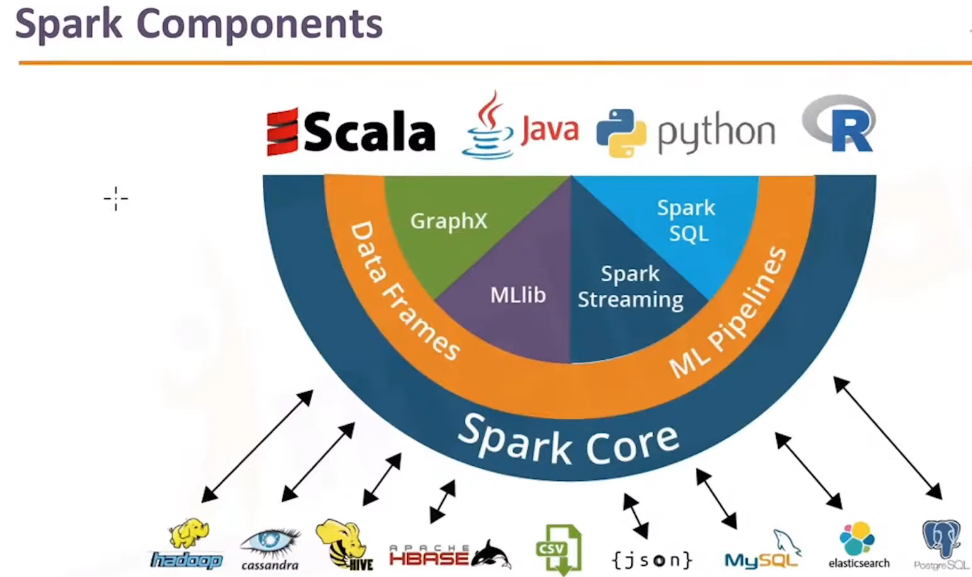 Spark Components
Scala
Java
python
R
GraphX
Spark
SQL
MLlib
Spark
Streaming
Data Frames
ML Pipelines
Spark Core
hadoop
cassandra
HIVE
APACHE
HBASE
CSV
{json}
MySQL
elasticsearch
PostgreSQL